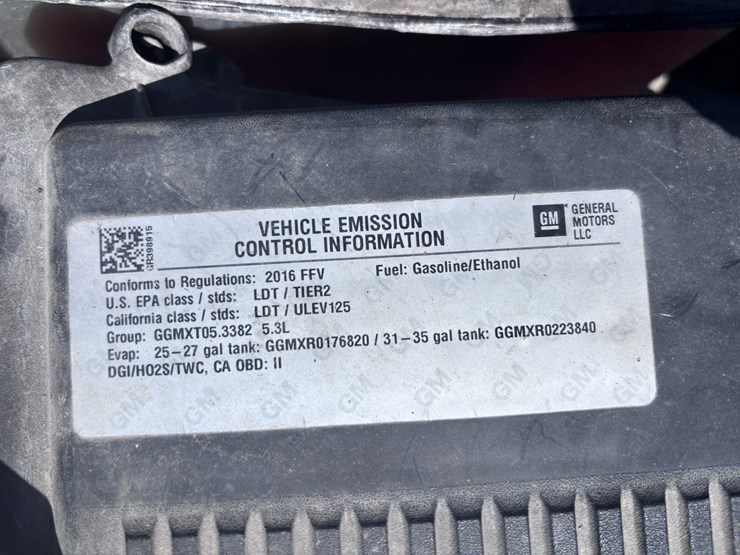 VEHICLE EMISSION
CONTROL INFORMATION
GM GENERAL
MOTORS
LLC
GR398915
Conforms to Regulations: 2016 FFV Fuel: Gasoline/Ethanol
U.S. EPA class / stds: LDT / TIER2
California class / stds: LDT / ULEV125
Group: GGMXT05.3382 5.3L
Evap: 25-27 gal tank: GGMXR0176820 / 31-35 gal tank: GGMXR0223840
DGI/HO2S/TWC, CA OBD: II